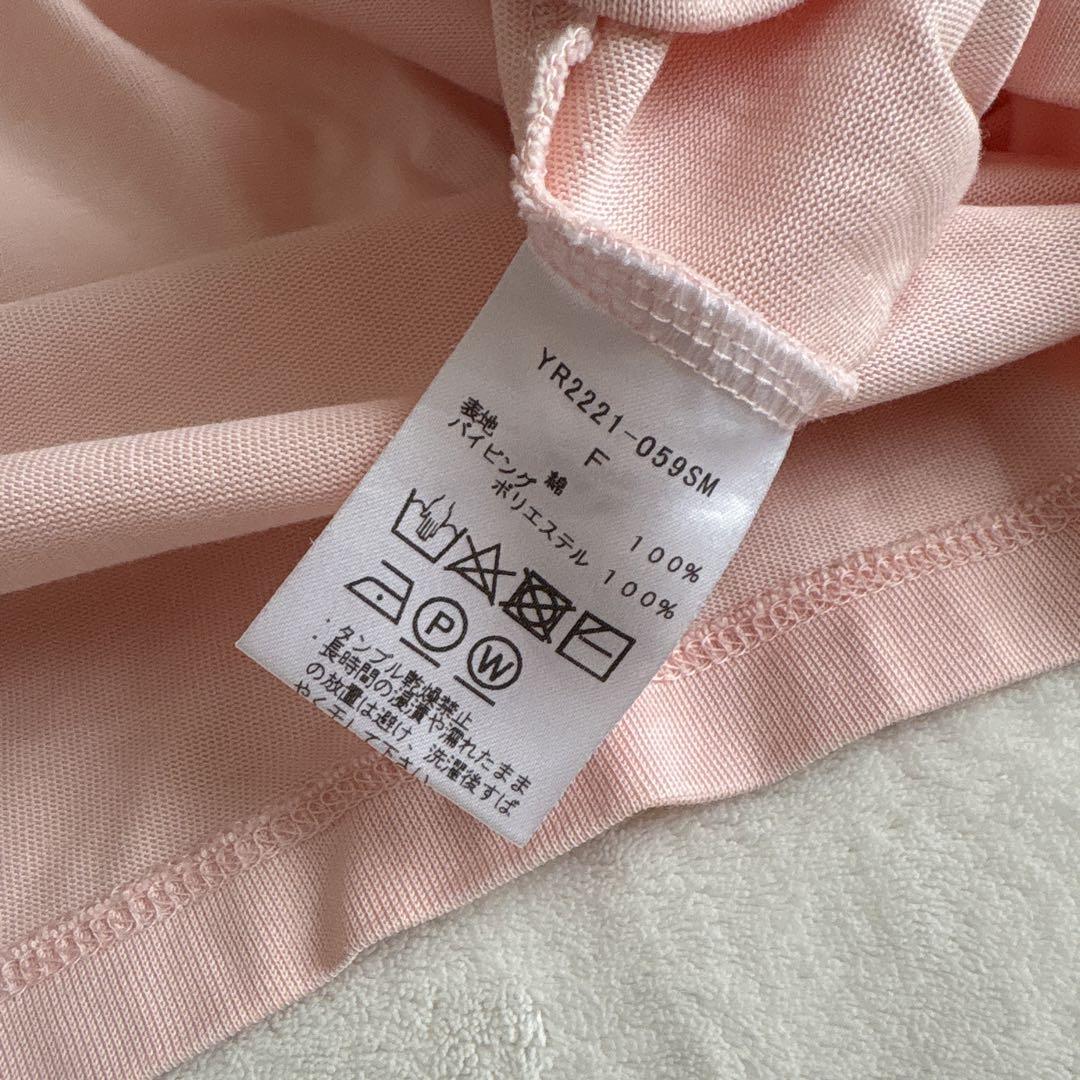 YR2221-059SM
F
表地 綿 100%
パイピング ポリエステル 100%
P W
・タンブル乾燥禁止
・長時間の浸漬や濡れたまま
の放置は避け、洗濯後すば
やく干して下さい